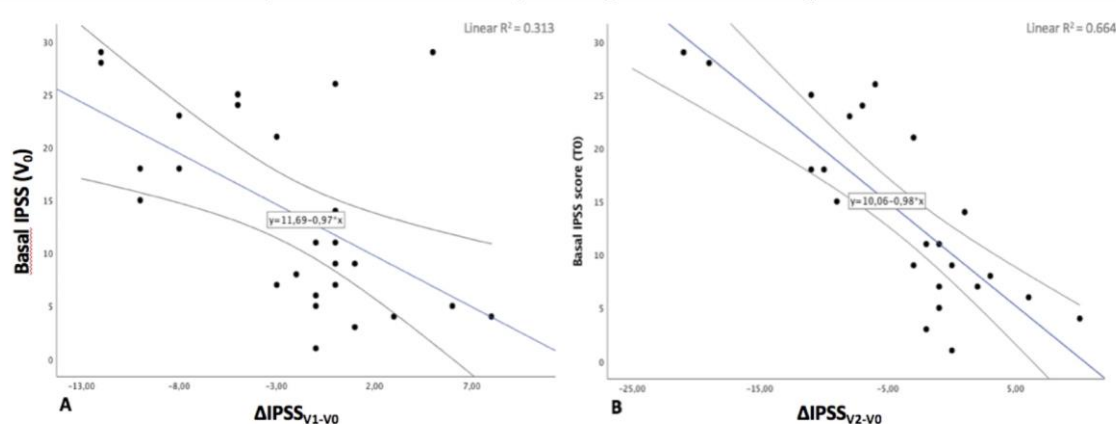 Linear R² = 0.313
Basal IPSS (V₀)
30
25
20
15
10
5
0
y=11,69-0,97*x
-13,00 -8,00 -3,00 2,00 7,00
A
ΔIPSS_V1-V0
Linear R² = 0.664
Basal IPSS score (T0)
30
25
20
15
10
5
0
y=10,06-0,98*x
-25,00 -15,00 -5,00 5,00
B
ΔIPSS_V2-V0